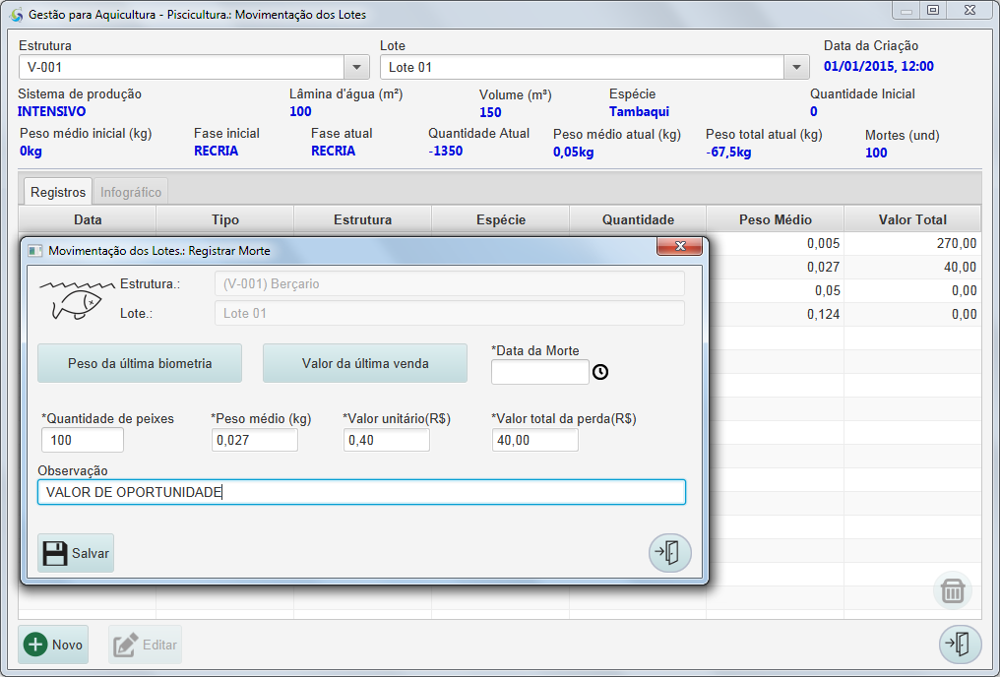 Gestão para Aquicultura - Piscicultura.: Movimentação dos Lotes
Estrutura Lote Data da Criação
V-001 Lote 01 01/01/2015, 12:00
Sistema de produção Lâmina d'água (m²) Volume (m³) Espécie Quantidade Inicial
INTENSIVO 100 150 Tambaqui 0
Peso médio inicial (kg) Fase inicial Fase atual Quantidade Atual Peso médio atual (kg) Peso total atual (kg) Mortes (und)
0kg RECRIA RECRIA -1350 0,05kg -67,5kg 100
Registros Infográfico
Data Tipo Estrutura Espécie Quantidade Peso Médio Valor Total
0,005 270,00
0,027 40,00
0,05 0,00
0,124 0,00
Movimentação dos Lotes.: Registrar Morte
Estrutura.: (V-001) Berçario
Lote.: Lote 01
Peso da última biometria Valor da última venda *Data da Morte
*Quantidade de peixes *Peso médio (kg) *Valor unitário(R$) *Valor total da perda(R$)
100 0,027 0,40 40,00
Observação
VALOR DE OPORTUNIDADE
Salvar
Novo Editar